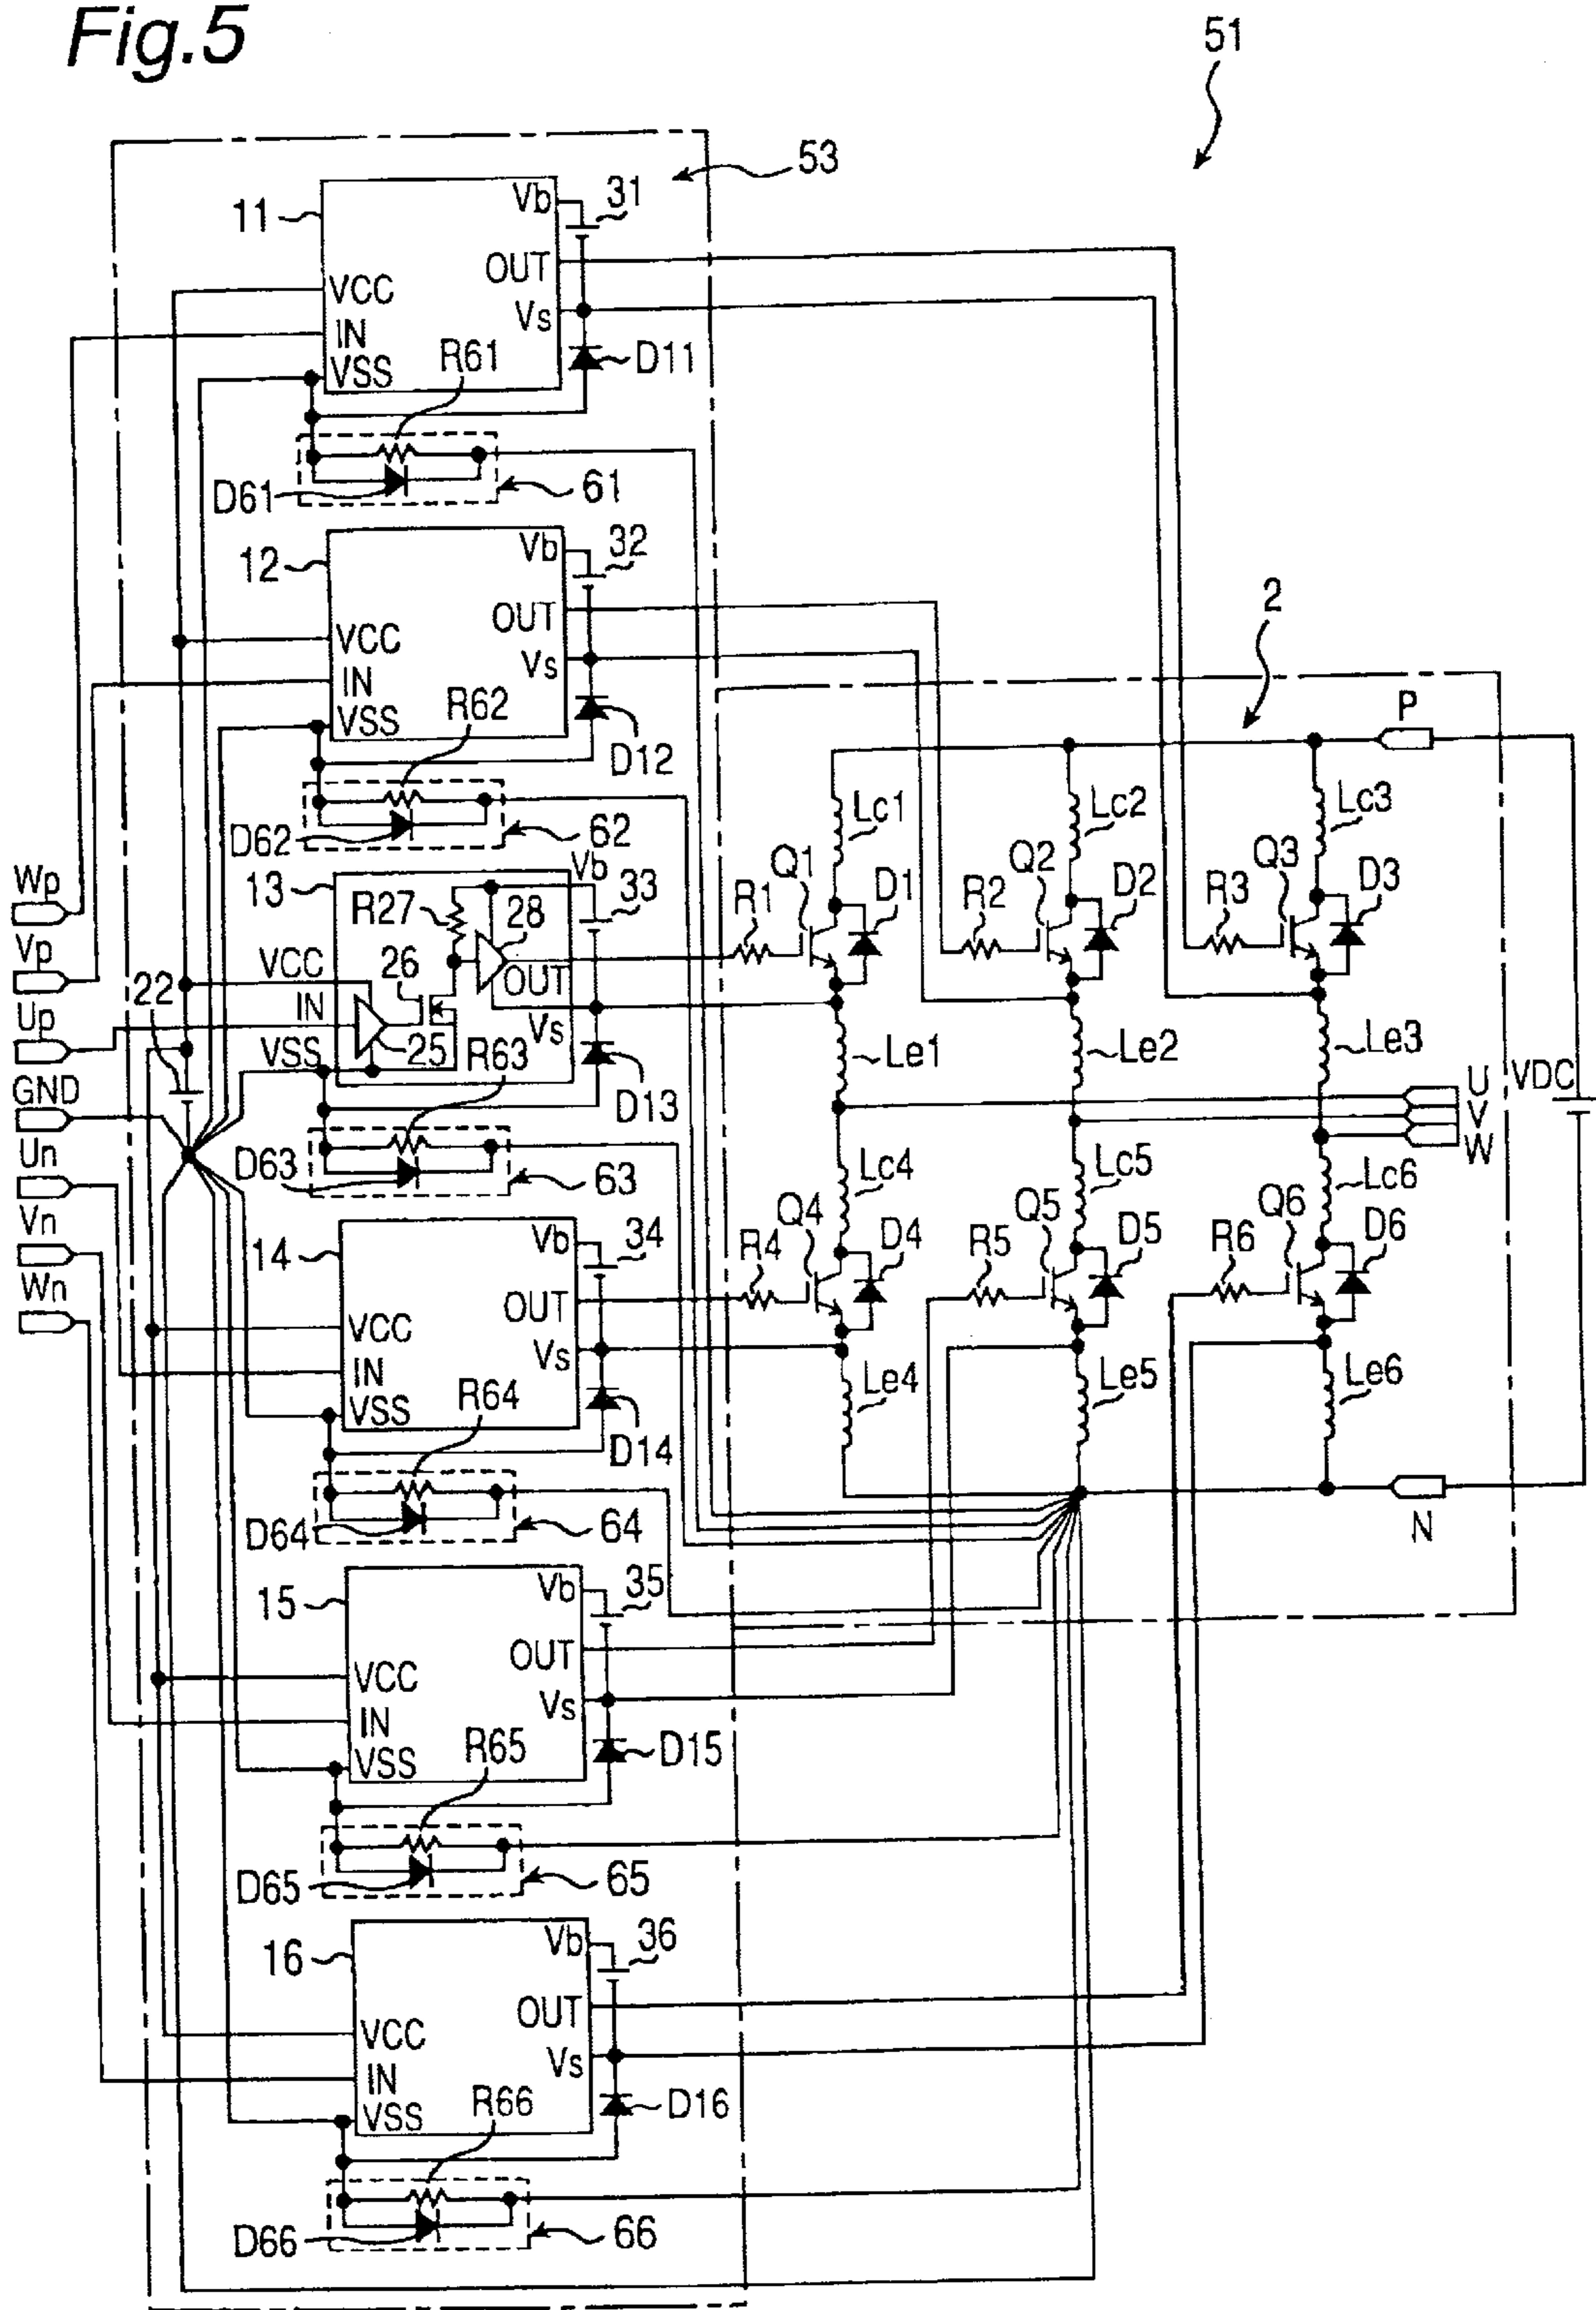 Fig.5
51
53
11
Vb
31
OUT
VCC
Vs
IN
R61
D11
VSS
D61
61
12
Vb
32
OUT
VCC
Vs
IN
R62
VSS
D12
2
P
D62
62
Lc1
Lc2
Lc3
Vb
Wp
13
R27
28
33
R1
Q1
D1
R2
Q2
D2
R3
Q3
D3
Vp
VCC
26
OUT
22
IN
Up
Vs
VSS
25
R63
Le1
Le2
Le3
GND
D13
U
VDC
V
Un
W
D63
63
Lc4
Lc5
Lc6
Vn
14
Vb
34
R4
Q4
D4
R5
Q5
D5
R6
Q6
D6
Wn
OUT
VCC
Vs
IN
R64
Le4
Le5
Le6
VSS
D14
D64
64
N
15
Vb
35
OUT
VCC
Vs
IN
R65
D15
VSS
D65
65
16
Vb
36
OUT
VCC
Vs
IN
R66
D16
VSS
D66
66